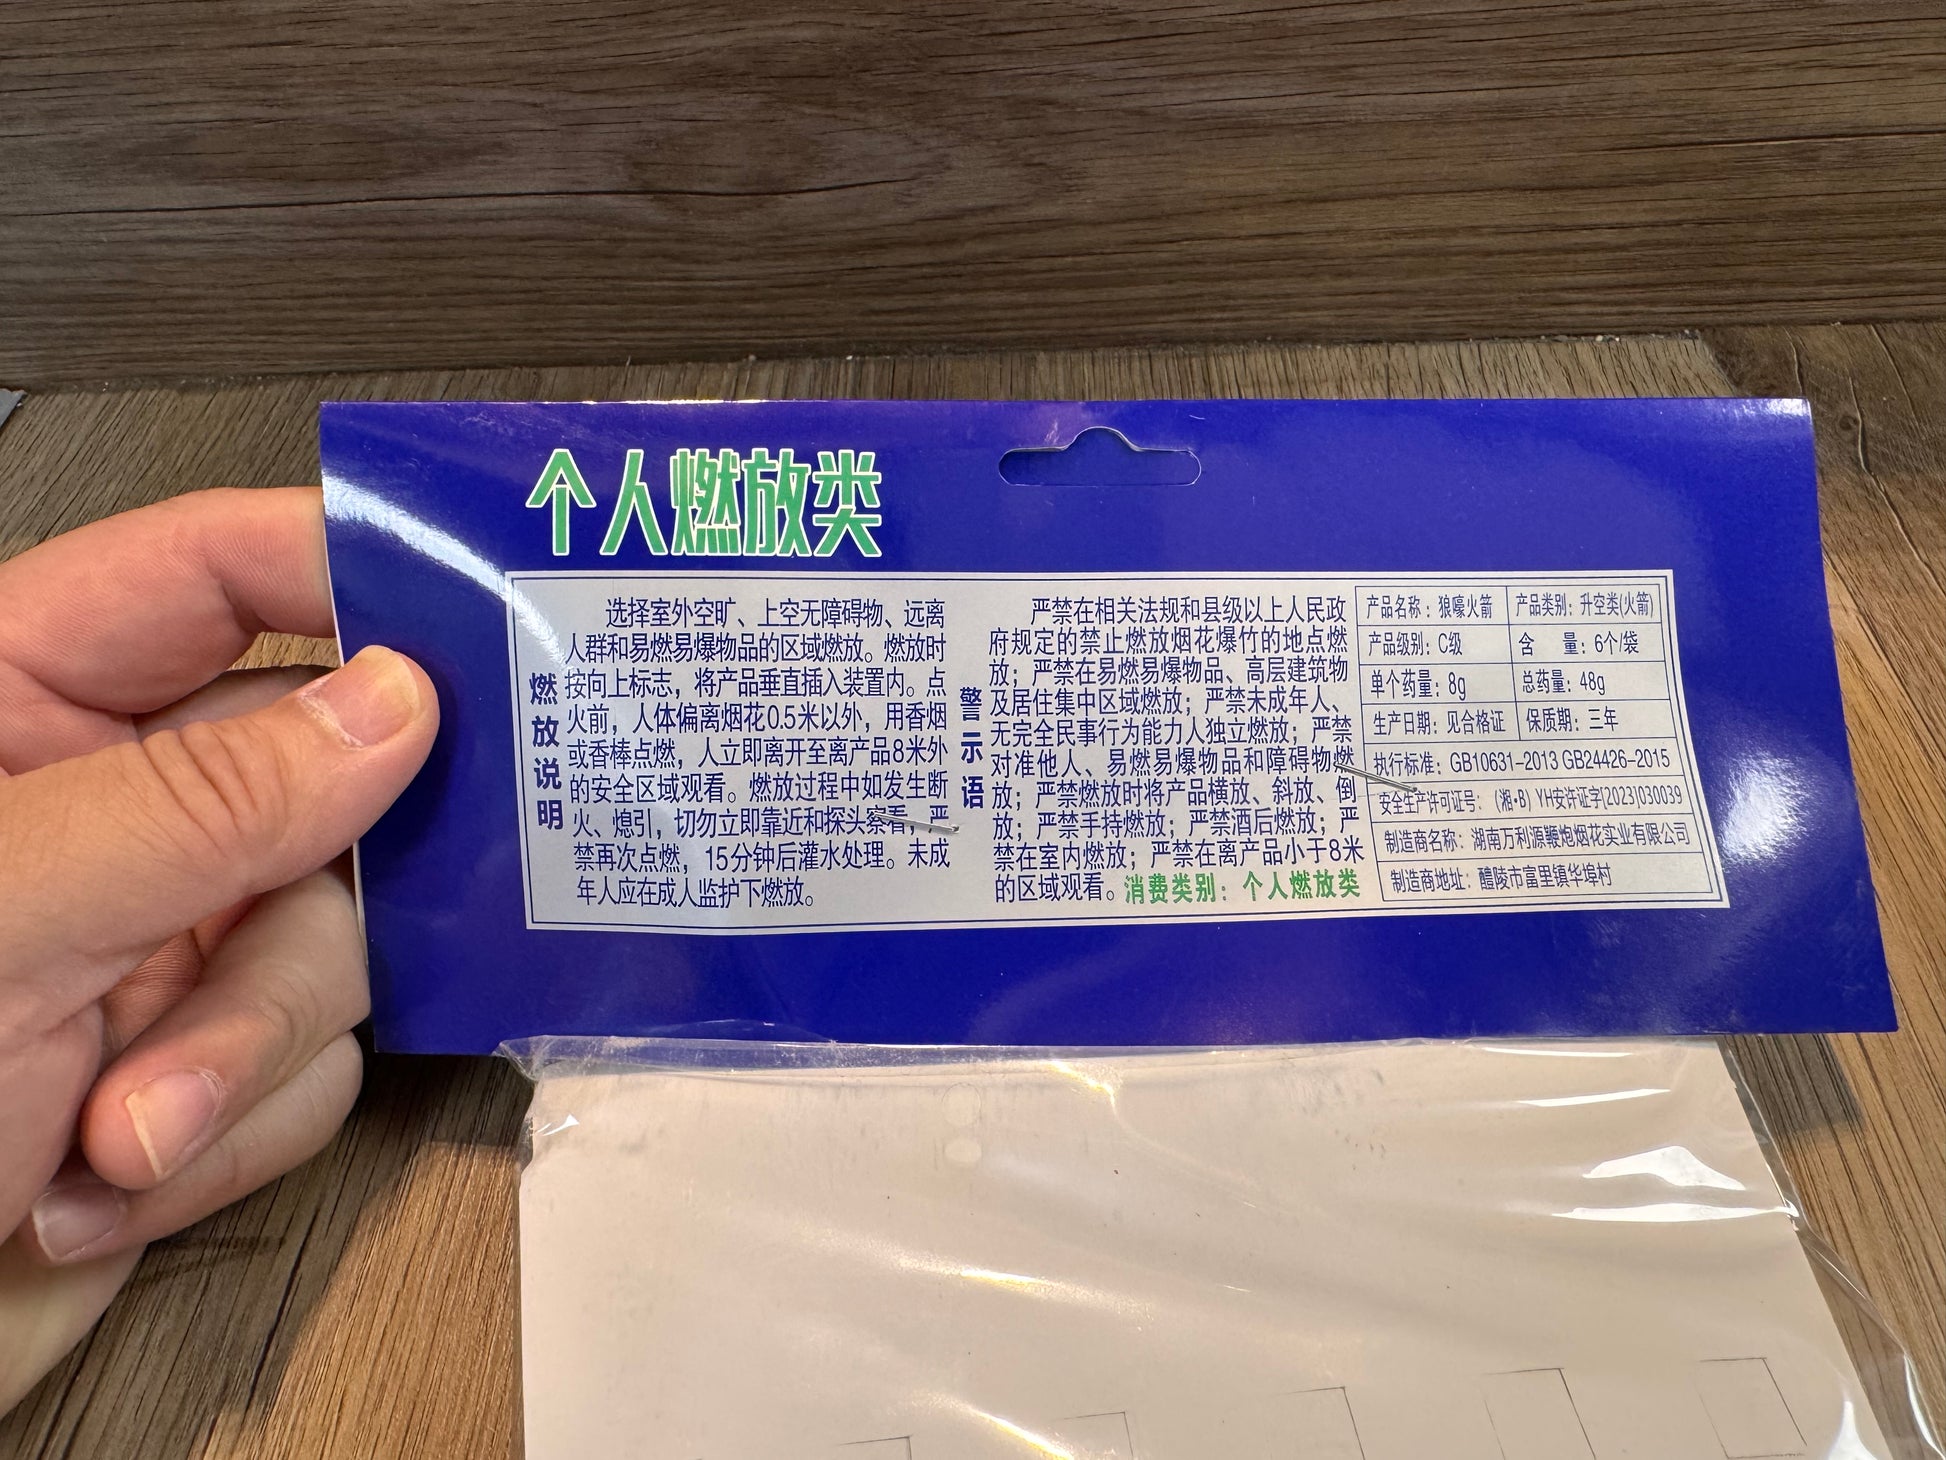 个人燃放类
燃放说明
选择室外空旷、上空无障碍物、远离
人群和易燃易爆物品的区域燃放。燃放时
按向上标志，将产品垂直插入装置内。点
火前，人体偏离烟花0.5米以外，用香烟
或香棒点燃，人立即离开至离产品8米外
的安全区域观看。燃放过程中如发生断
火、熄引，切勿立即靠近和探头察看，严
禁再次点燃，15分钟后灌水处理。未成
年人应在成人监护下燃放。
警示语
严禁在相关法规和县级以上人民政
府规定的禁止燃放烟花爆竹的地点燃
放；严禁在易燃易爆物品、高层建筑物
及居住集中区域燃放；严禁未成年人、
无完全民事行为能力人独立燃放；严禁
对准他人、易燃易爆物品和障碍物燃
放；严禁燃放时将产品横放、斜放、倒
放；严禁手持燃放；严禁酒后燃放；严
禁在室内燃放；严禁在离产品小于8米
的区域观看。消费类别：个人燃放类
产品名称：狼嚎火箭 产品类别：升空类(火箭)
产品级别：C级 含 量：6个/袋
单个药量：8g 总药量：48g
生产日期：见合格证 保质期：三年
执行标准：GB10631-2013 GB24426-2015
安全生产许可证号：(湘·B) YH安许证字(2023)030039
制造商名称：湖南万利源鞭炮烟花实业有限公司
制造商地址：醴陵市富里镇华埠村